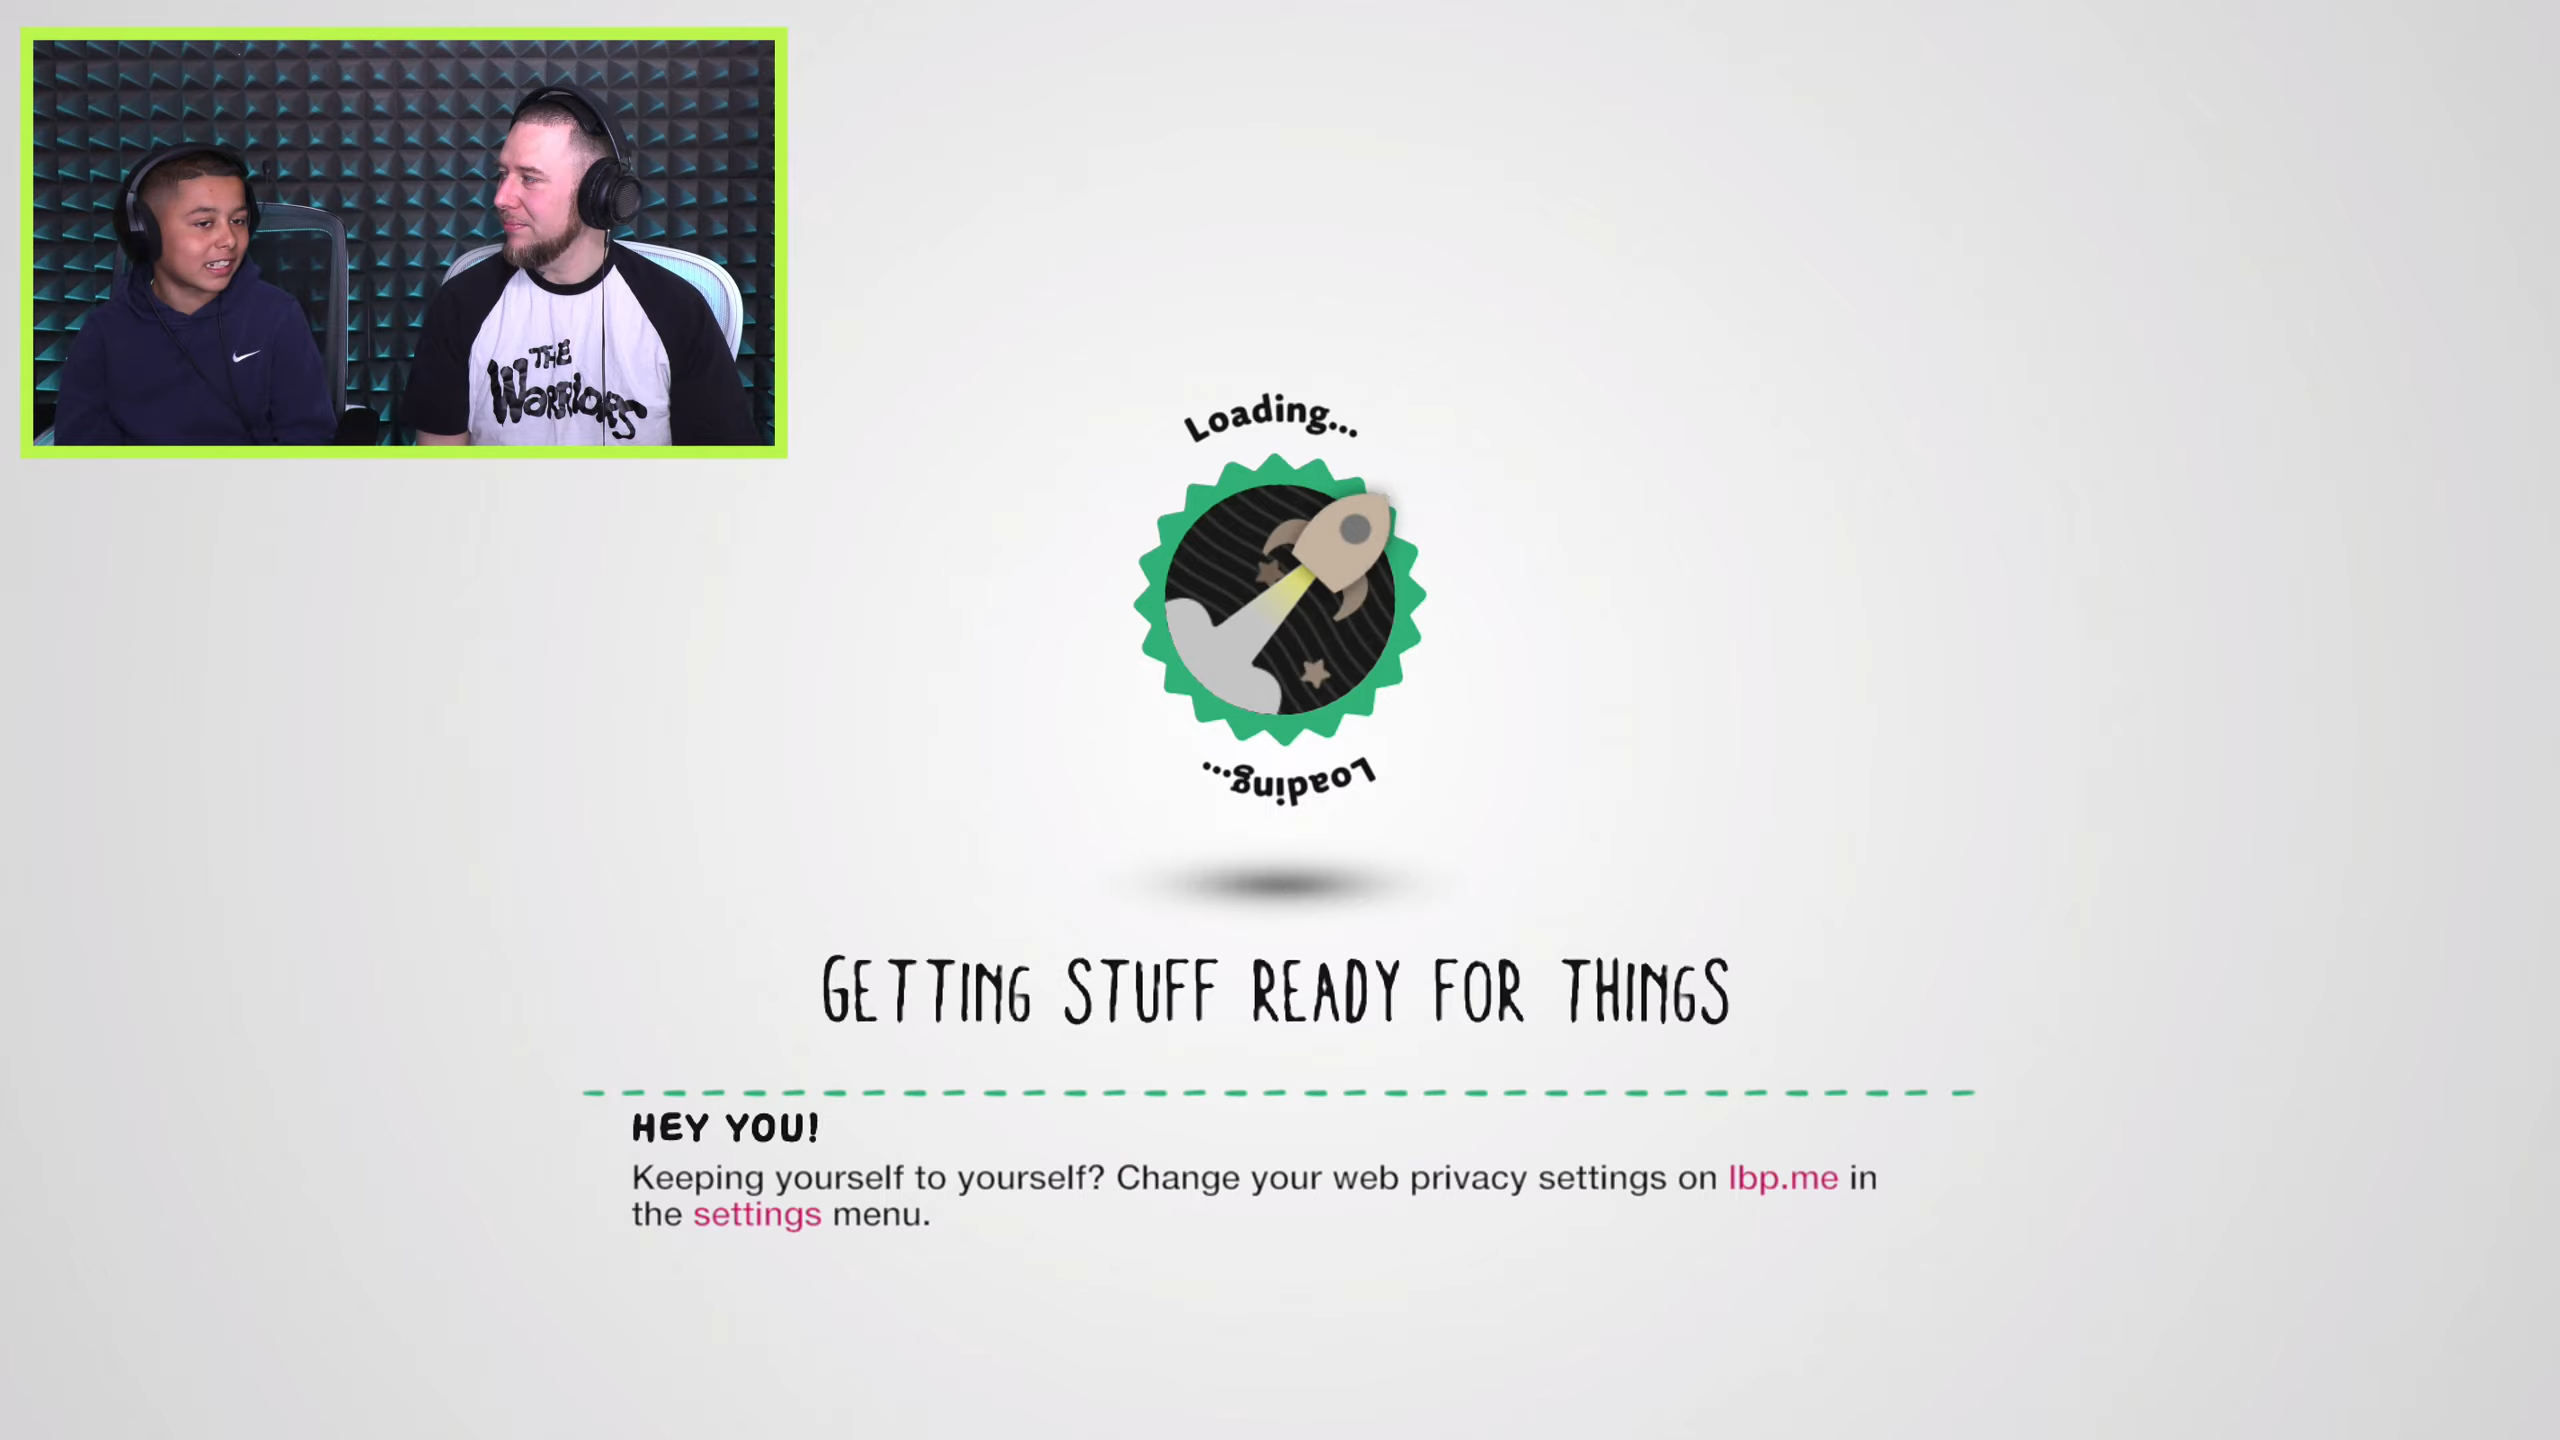 THE
WARRIORS
Loading...
Loading...
GETTING STUFF READY FOR THINGS
HEY YOU!
Keeping yourself to yourself? Change your web privacy settings on lbp.me in
the settings menu.